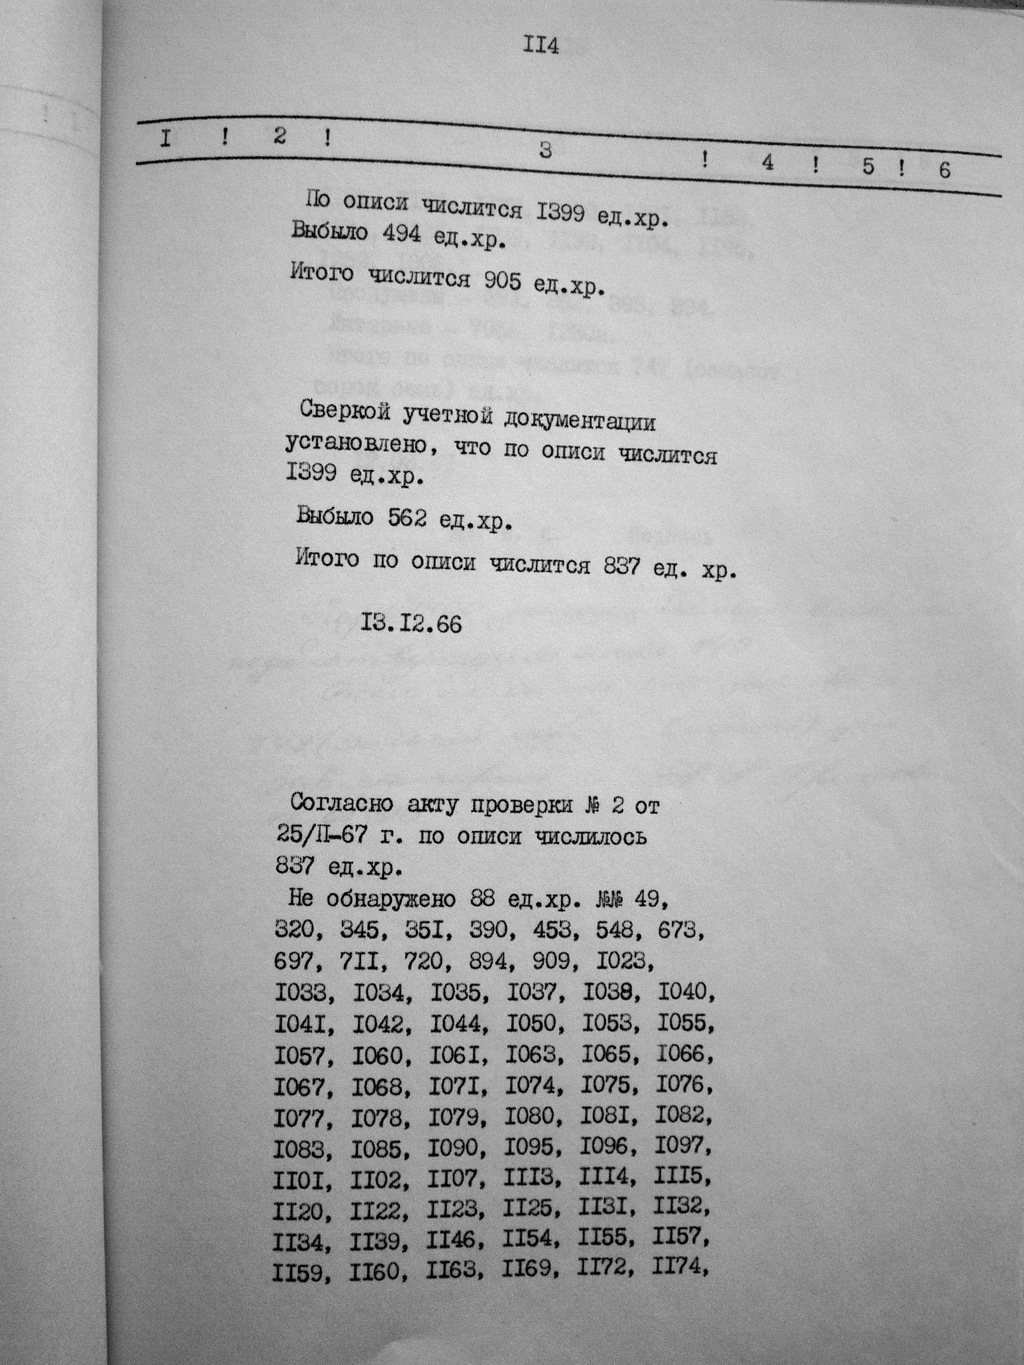 II4
I ! 2 ! 3 ! 4 ! 5 ! 6
По описи числится I399 ед.хр.
Выбыло 494 ед.хр.
Итого числится 905 ед.хр.
Сверкой учетной документации
установлено, что по описи числится
I399 ед.хр.
Выбыло 562 ед.хр.
Итого по описи числится 837 ед. хр.
I3.I2.66
Согласно акту проверки № 2 от
25/П-67 г. по описи числилось
837 ед.хр.
Не обнаружено 88 ед.хр. №№ 49,
320, 345, 35I, 390, 453, 548, 673,
697, 7II, 720, 894, 909, I023,
I033, I034, I035, I037, I038, I040,
I04I, I042, I044, I050, I053, I055,
I057, I060, I06I, I063, I065, I066,
I067, I068, I07I, I074, I075, I076,
I077, I078, I079, I080, I08I, I082,
I083, I085, I090, I095, I096, I097,
II0I, II02, II07, III3, III4, III5,
II20, II22, II23, II25, II3I, II32,
II34, II39, II46, II54, II55, II57,
II59, II60, II63, II69, II72, II74,